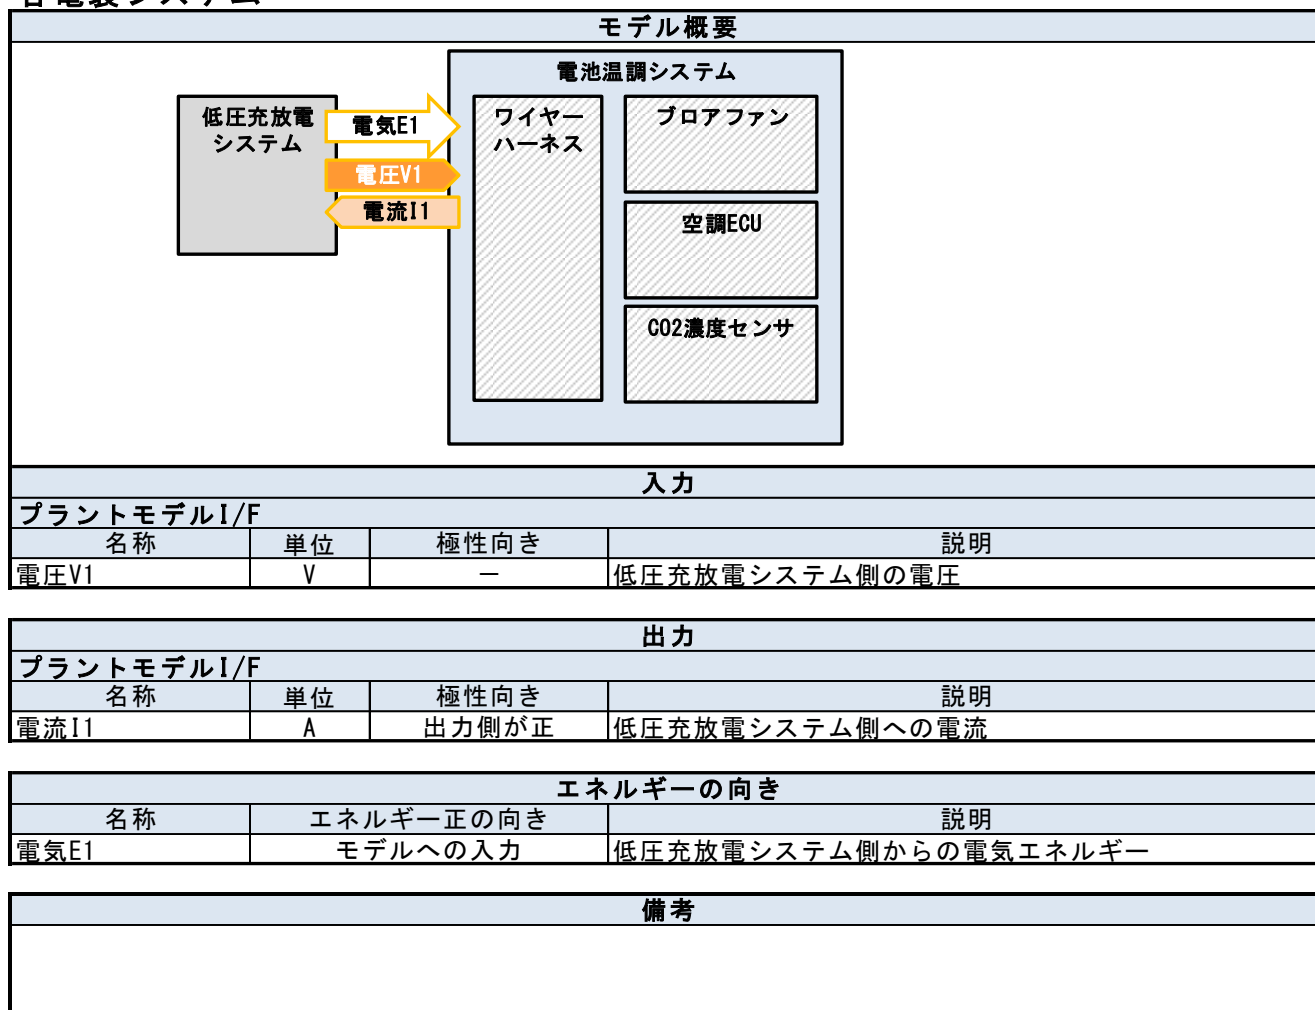 モデル概要
電池温調システム
低圧充放電
システム
電気E1
電圧V1
電流I1
ワイヤー
ハーネス
ブロアファン
空調ECU
CO2濃度センサ
入力
プラントモデルI/F
名称 単位 極性向き 説明
電圧V1 V － 低圧充放電システム側の電圧
出力
プラントモデルI/F
名称 単位 極性向き 説明
電流I1 A 出力側が正 低圧充放電システム側への電流
エネルギーの向き
名称 エネルギー正の向き 説明
電気E1 モデルへの入力 低圧充放電システム側からの電気エネルギー
備考